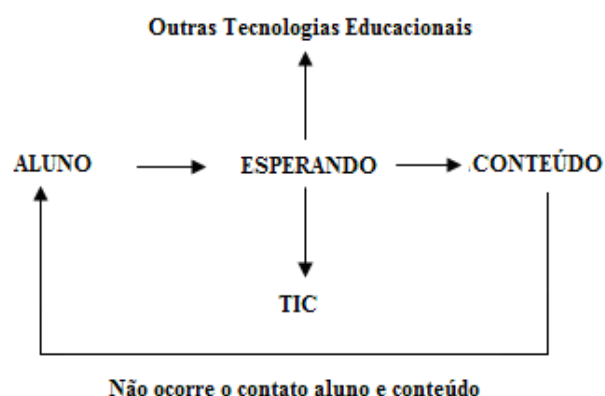 Outras Tecnologias Educacionais
ALUNO ESPERANDO CONTEÚDO
TIC
Não ocorre o contato aluno e conteúdo